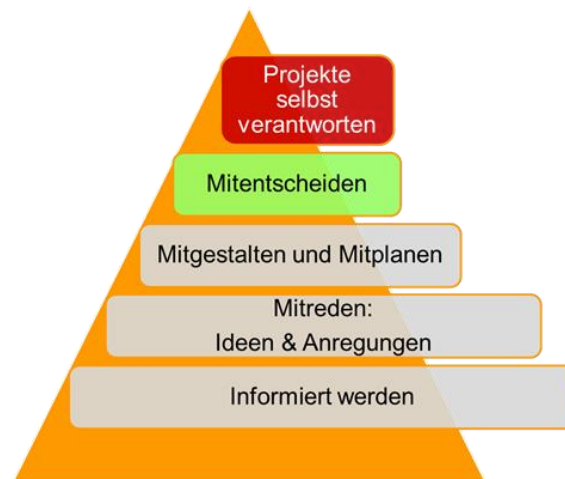 Projekte
selbst
verantworten
Mitentscheiden
Mitgestalten und Mitplanen
Mitreden:
Ideen & Anregungen
Informiert werden